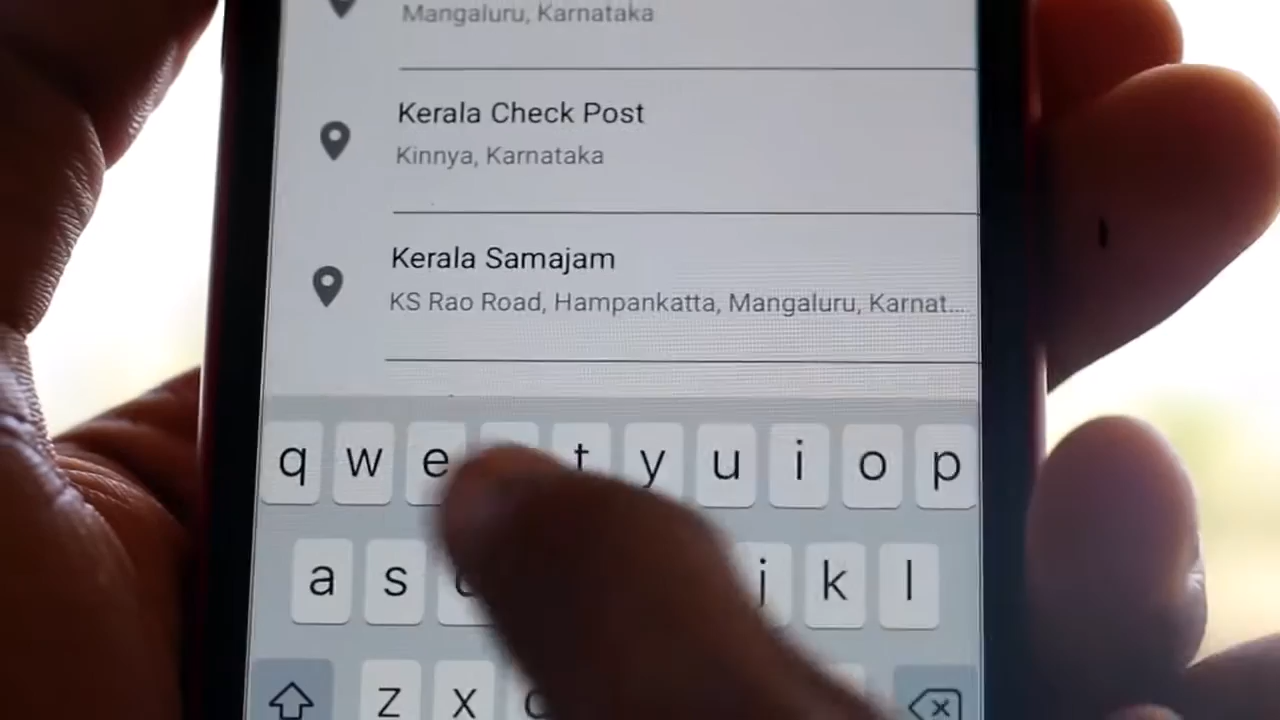 Mangaluru, Karnataka
Kerala Check Post
Kinnya, Karnataka
Kerala Samajam
KS Rao Road, Hampankatta, Mangaluru, Karnat...
q w e t y u i o p
a s j k l
z x